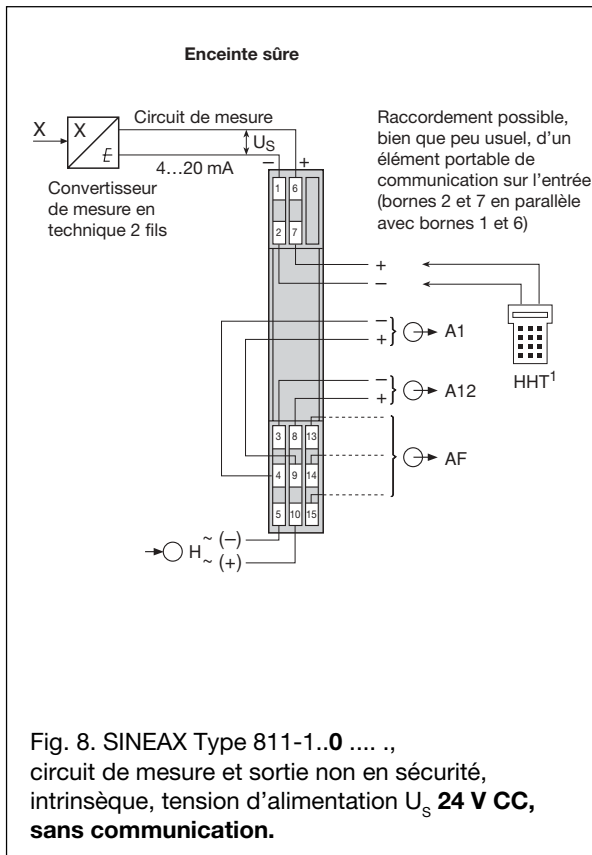 Enceinte sûre
Circuit de mesure
X
X
E
U_S
4...20 mA
–
+
Convertisseur
de mesure en
technique 2 fils
Raccordement possible,
bien que peu usuel, d'un
élément portable de
communication sur l'entrée
(bornes 2 et 7 en parallèle
avec bornes 1 et 6)
1
6
2
7
+
–
–
+
A1
HHT¹
–
+
A12
3
8
13
AF
4
9
14
5
10
15
H
~ (–)
~ (+)
Fig. 8. SINEAX Type 811-1..0 .... .,
circuit de mesure et sortie non en sécurité,
intrinsèque, tension d'alimentation U_S 24 V CC,
sans communication.